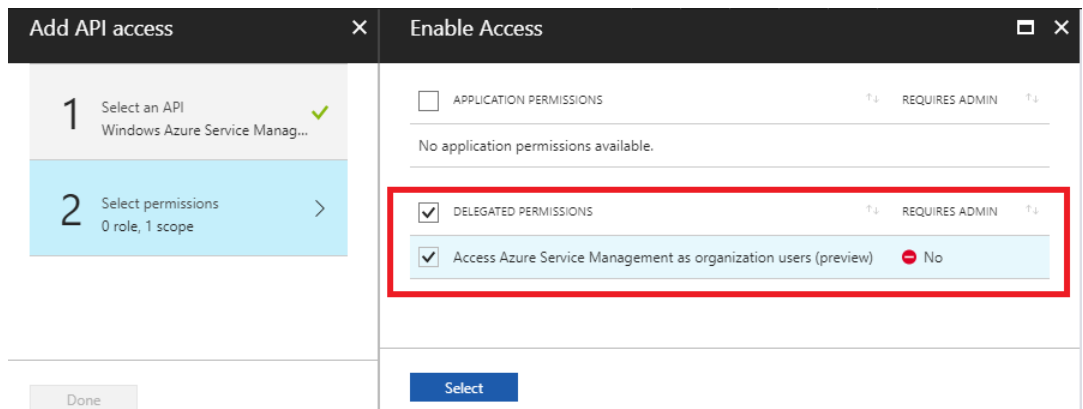 Add API access
1
Select an API
Windows Azure Service Manag...
2
Select permissions
0 role, 1 scope
Done
Enable Access
APPLICATION PERMISSIONS REQUIRES ADMIN
No application permissions available.
DELEGATED PERMISSIONS REQUIRES ADMIN
Access Azure Service Management as organization users (preview) No
Select